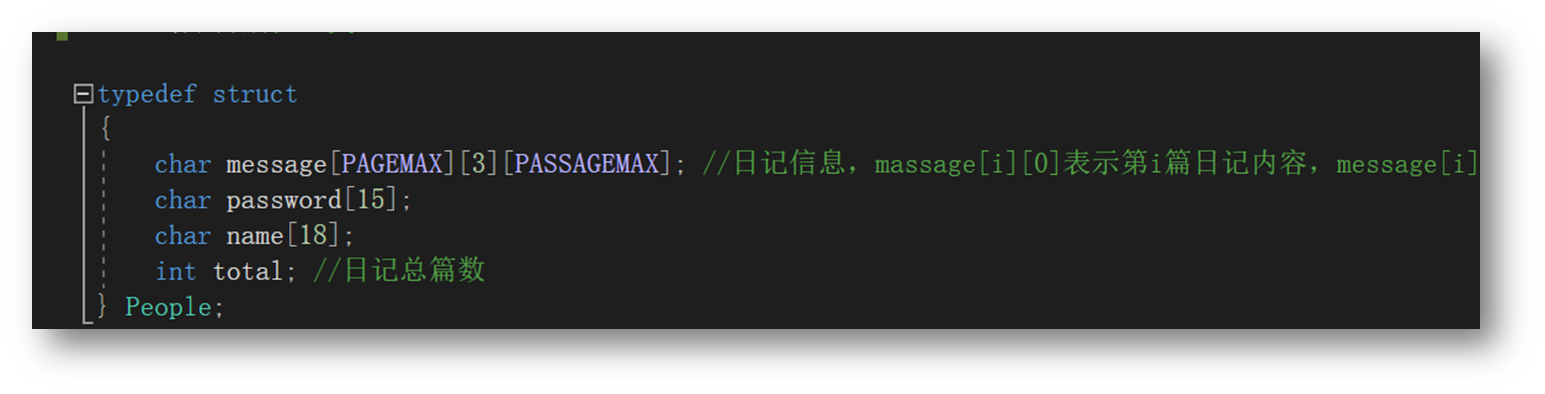 typedef struct
{
char message[PAGEMAX][3][PASSAGEMAX]; //日记信息，massage[i][0]表示第i篇日记内容，message[i]
char password[15];
char name[18];
int total; //日记总篇数
} People;